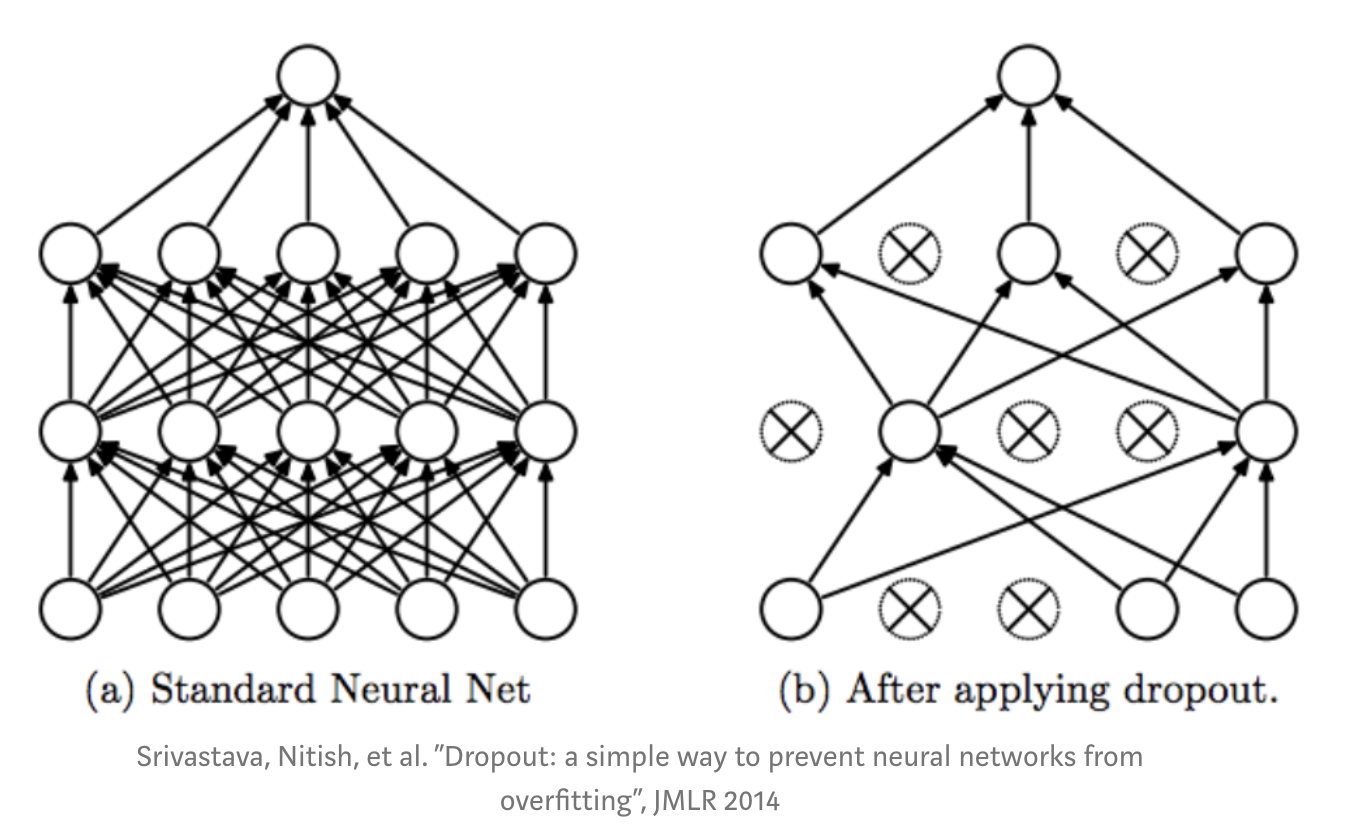 (a) Standard Neural Net
(b) After applying dropout.
Srivastava, Nitish, et al. ”Dropout: a simple way to prevent neural networks from
overfitting”, JMLR 2014